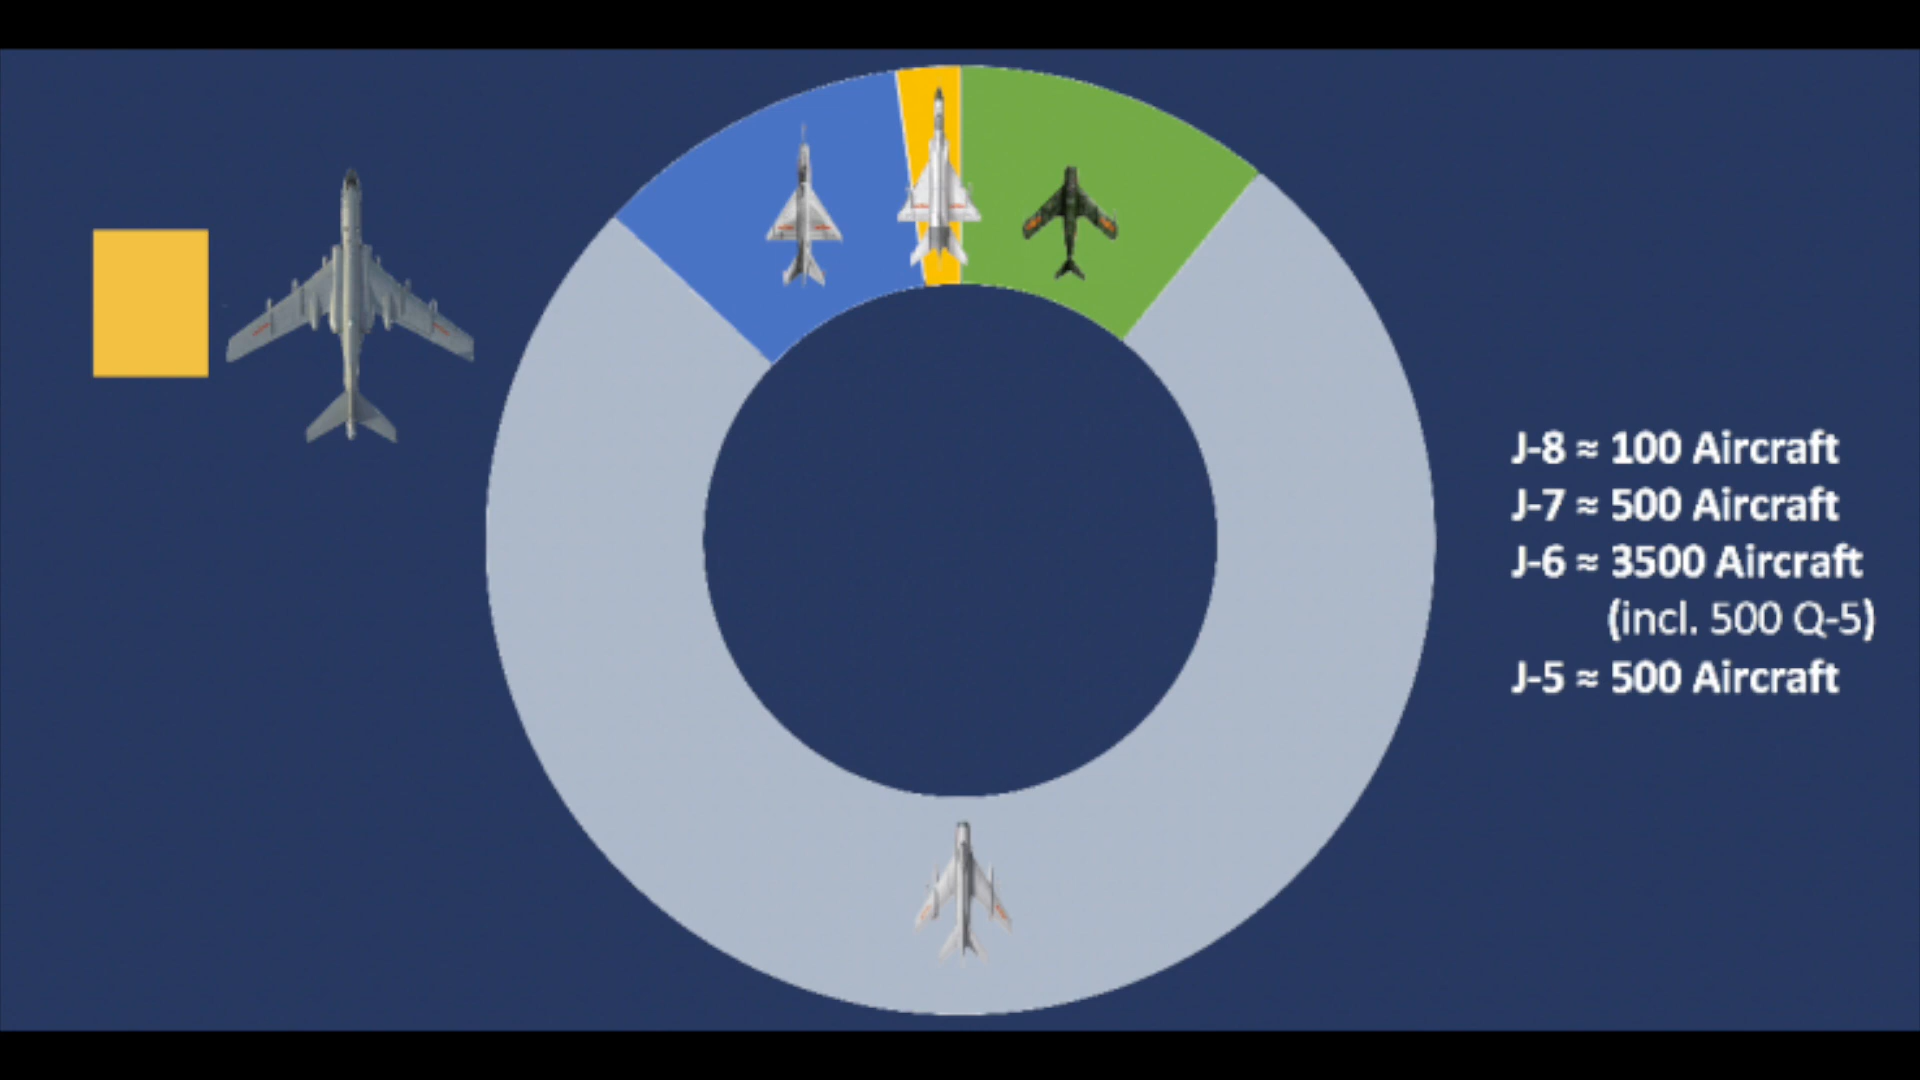 J-8 ≈ 100 Aircraft
J-7 ≈ 500 Aircraft
J-6 ≈ 3500 Aircraft
(incl. 500 Q-5)
J-5 ≈ 500 Aircraft